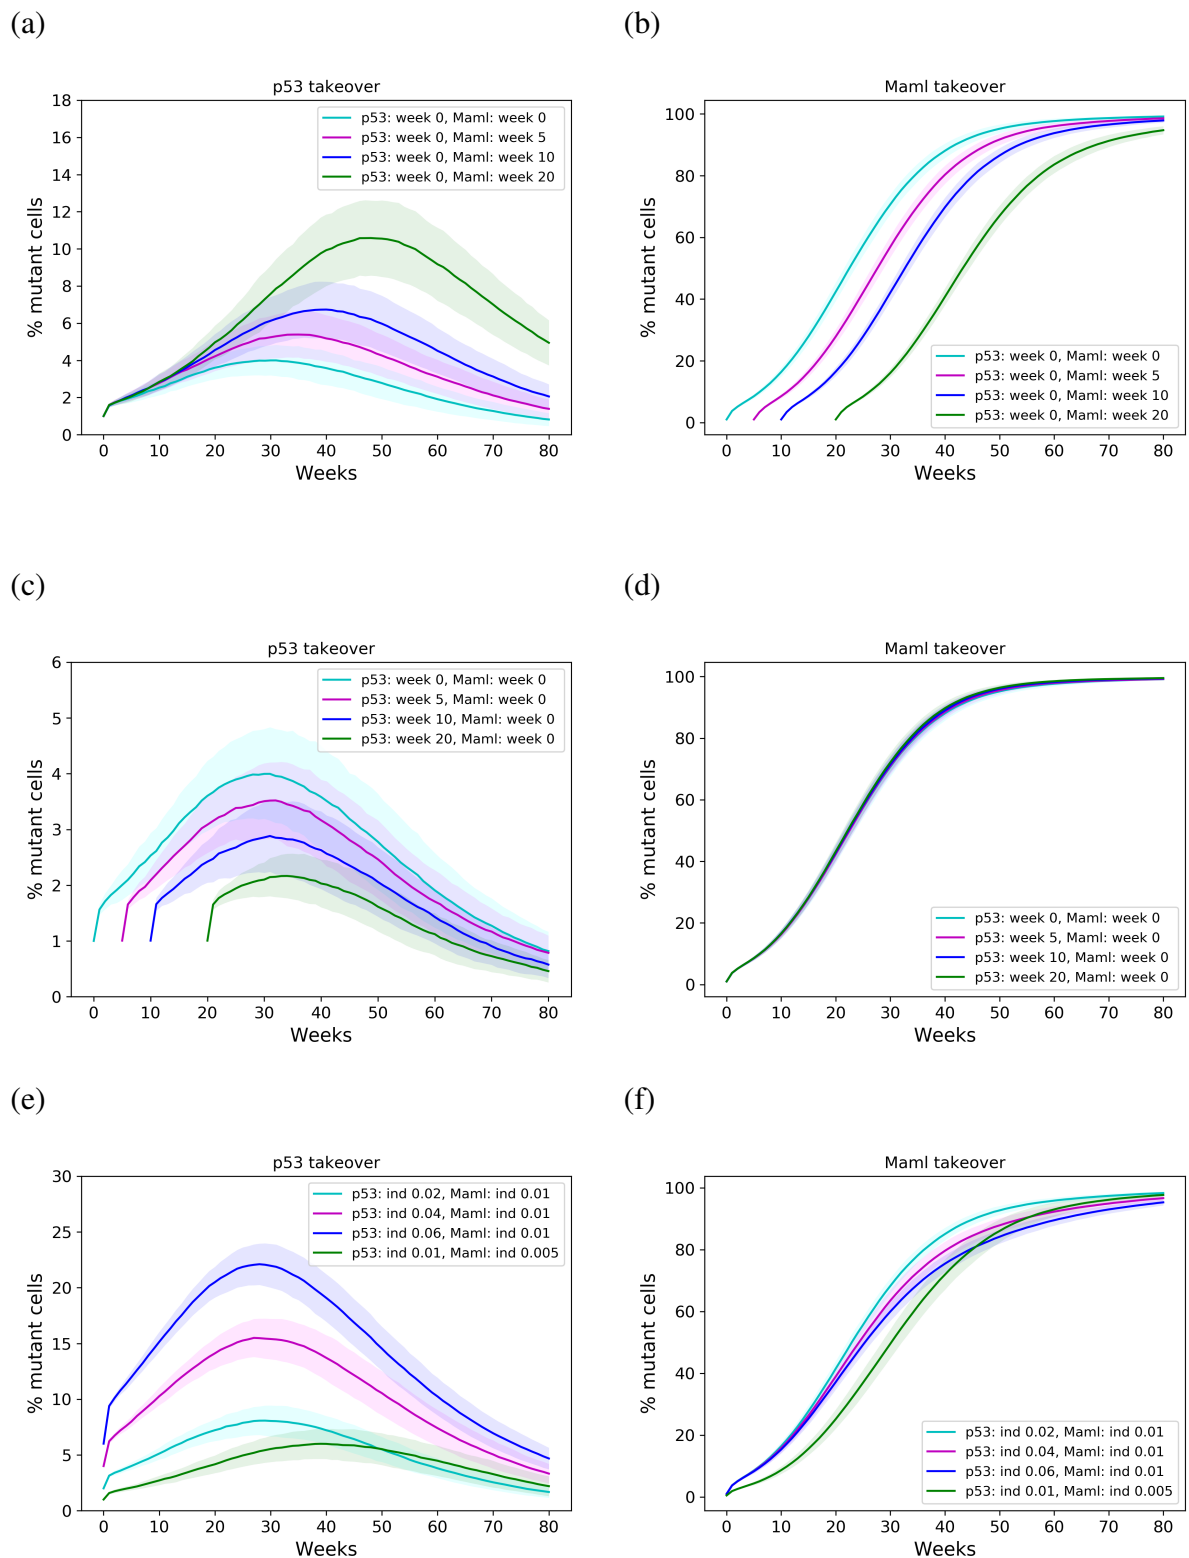 (a)
(b)
p53 takeover
18
16
14
12
10
8
6
4
2
0
% mutant cells
p53: week 0, Maml: week 0
p53: week 0, Maml: week 5
p53: week 0, Maml: week 10
p53: week 0, Maml: week 20
0 10 20 30 40 50 60 70 80
Weeks
Maml takeover
100
80
60
40
20
0
% mutant cells
p53: week 0, Maml: week 0
p53: week 0, Maml: week 5
p53: week 0, Maml: week 10
p53: week 0, Maml: week 20
0 10 20 30 40 50 60 70 80
Weeks
(c)
(d)
p53 takeover
6
5
4
3
2
1
0
% mutant cells
p53: week 0, Maml: week 0
p53: week 5, Maml: week 0
p53: week 10, Maml: week 0
p53: week 20, Maml: week 0
0 10 20 30 40 50 60 70 80
Weeks
Maml takeover
100
80
60
40
20
0
% mutant cells
p53: week 0, Maml: week 0
p53: week 5, Maml: week 0
p53: week 10, Maml: week 0
p53: week 20, Maml: week 0
0 10 20 30 40 50 60 70 80
Weeks
(e)
(f)
p53 takeover
30
25
20
15
10
5
0
% mutant cells
p53: ind 0.02, Maml: ind 0.01
p53: ind 0.04, Maml: ind 0.01
p53: ind 0.06, Maml: ind 0.01
p53: ind 0.01, Maml: ind 0.005
0 10 20 30 40 50 60 70 80
Weeks
Maml takeover
100
80
60
40
20
0
% mutant cells
p53: ind 0.02, Maml: ind 0.01
p53: ind 0.04, Maml: ind 0.01
p53: ind 0.06, Maml: ind 0.01
p53: ind 0.01, Maml: ind 0.005
0 10 20 30 40 50 60 70 80
Weeks